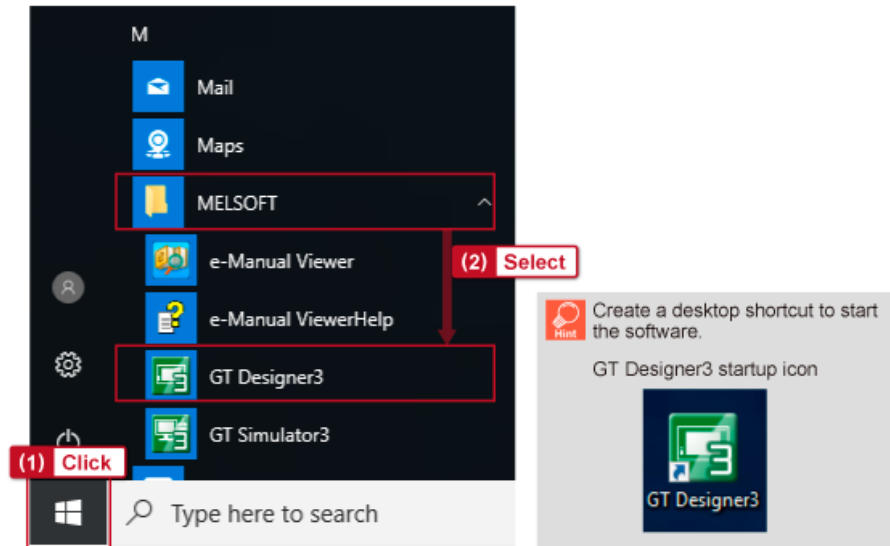 M
Mail
Maps
MELSOFT
e-Manual Viewer
(2) Select
e-Manual ViewerHelp
GT Designer3
GT Simulator3
(1) Click
Type here to search
Hint
Create a desktop shortcut to start
the software.
GT Designer3 startup icon
GT Designer3